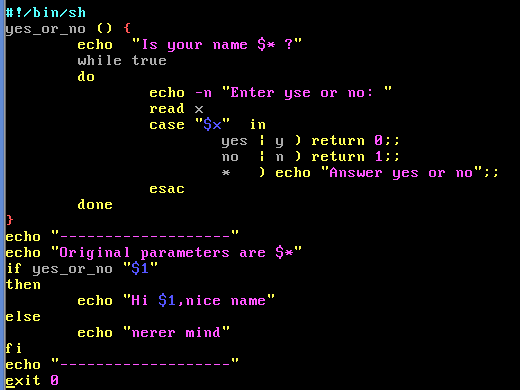 #!/bin/sh
yes_or_no () {
        echo  "Is your name $* ?"
        while true
        do
                echo -n "Enter yse or no: "
                read x
                case "$x"  in
                        yes | y ) return 0;;
                        no  | n ) return 1;;
                        *   ) echo "Answer yes or no";;
                esac
        done
}
echo "-------------------"
echo "Original parameters are $*"
if yes_or_no "$1"
then
        echo "Hi $1,nice name"
else
        echo "nerer mind"
fi
echo "-------------------"
exit 0